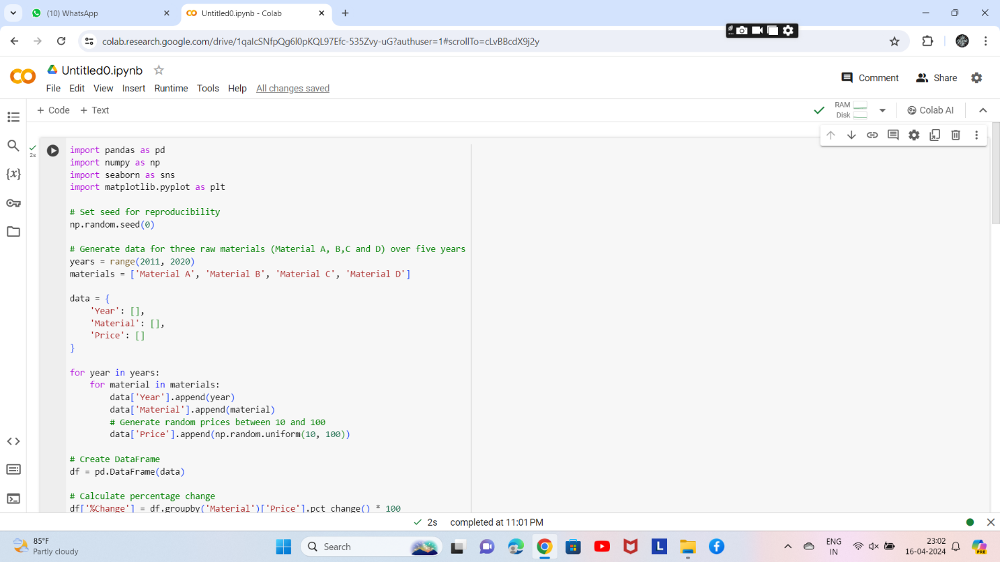 (10) WhatsApp
Untitled0.ipynb - Colab
colab.research.google.com/drive/1qalcSNfpQg6l0pKQL97Efc-535Zvy-uG?authuser=1#scrollTo=cLvBBcdX9j2y
Untitled0.ipynb
Comment
Share
File Edit View Insert Runtime Tools Help All changes saved
+ Code + Text
RAM
Disk
Colab AI
2s
import pandas as pd
import numpy as np
import seaborn as sns
import matplotlib.pyplot as plt
# Set seed for reproducibility
np.random.seed(0)
# Generate data for three raw materials (Material A, B,C and D) over five years
years = range(2011, 2020)
materials = ['Material A', 'Material B', 'Material C', 'Material D']
data = {
'Year': [],
'Material': [],
'Price': []
}
for year in years:
for material in materials:
data['Year'].append(year)
data['Material'].append(material)
# Generate random prices between 10 and 100
data['Price'].append(np.random.uniform(10, 100))
# Create DataFrame
df = pd.DataFrame(data)
# Calculate percentage change
df['%Change'] = df.groupby('Material')['Price'].pct_change() * 100
2s completed at 11:01 PM
85°F
Partly cloudy
Search
ENG
IN
23:02
16-04-2024
PRE